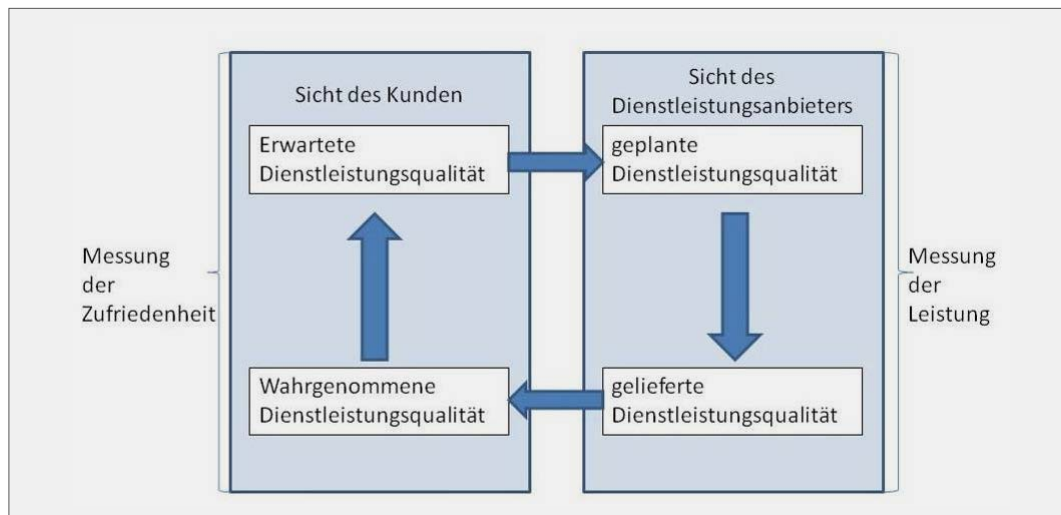 Sicht des Kunden
Erwartete
Dienstleistungsqualität
Wahrgenommene
Dienstleistungsqualität
Sicht des
Dienstleistungsanbieters
geplante
Dienstleistungsqualität
gelieferte
Dienstleistungsqualität
Messung
der
Zufriedenheit
Messung
der
Leistung